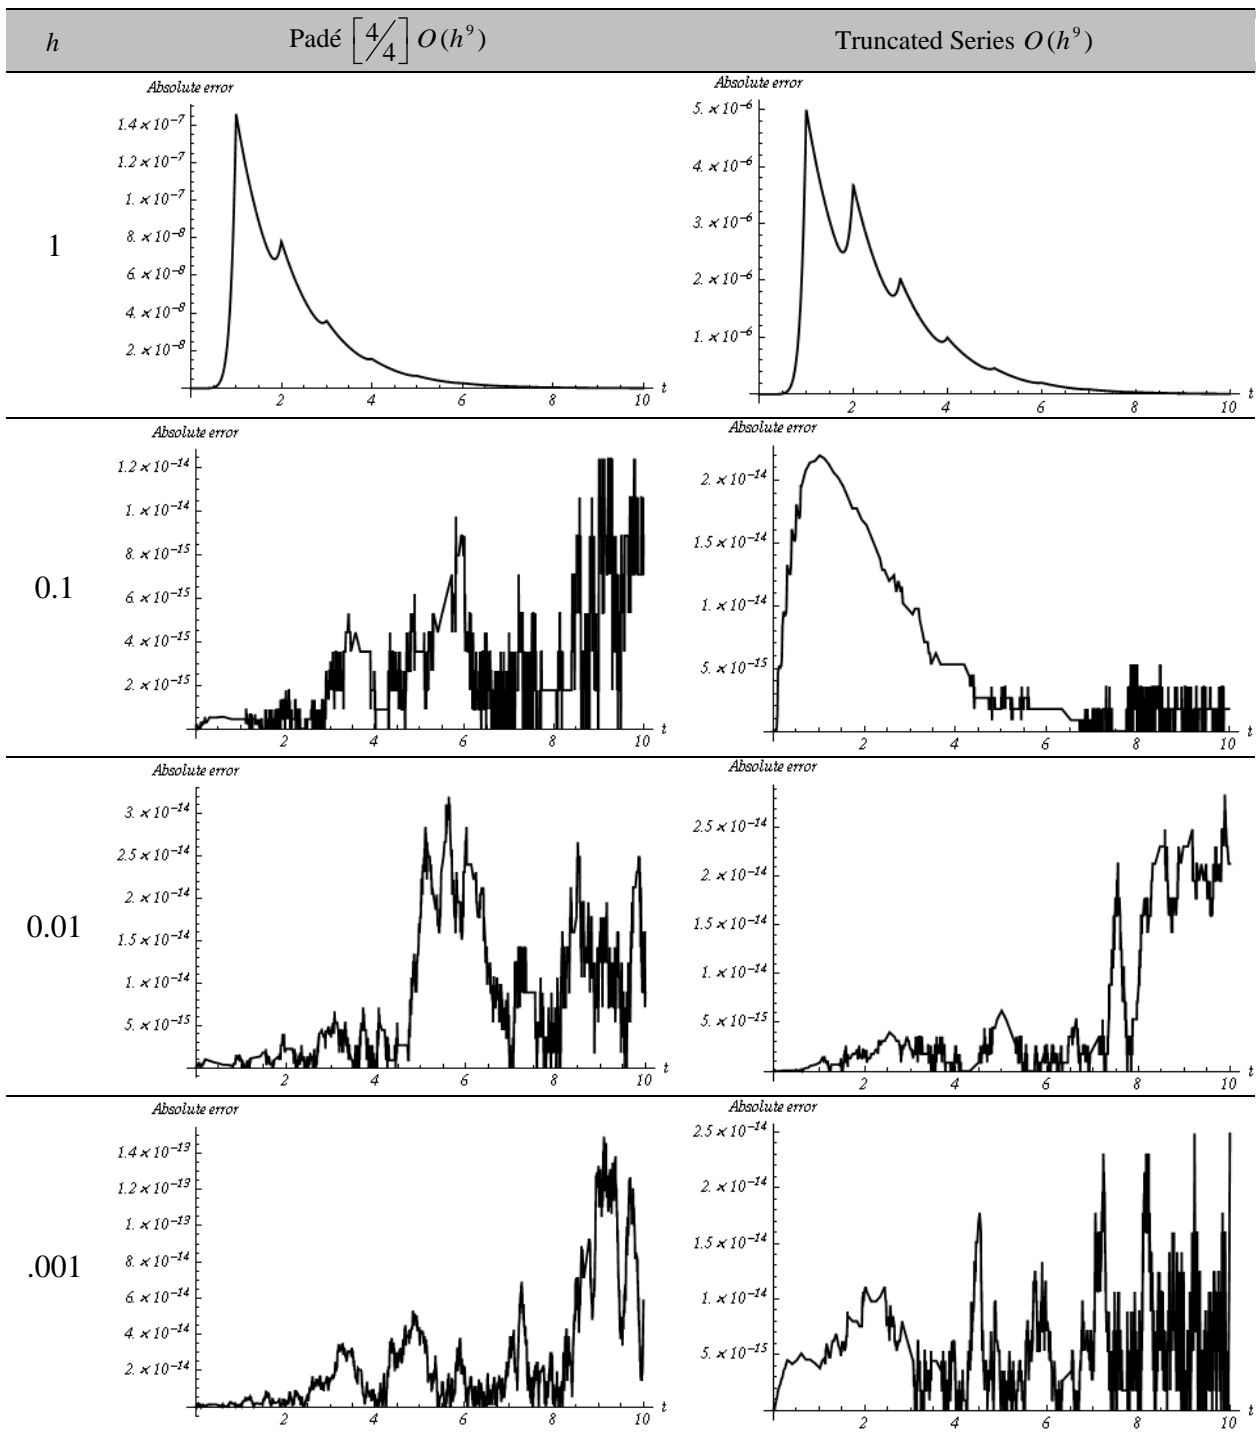 h Padé [4/4] O(h⁹) Truncated Series O(h⁹)
1
Absolute error
1.4 × 10⁻⁷
1.2 × 10⁻⁷
1. × 10⁻⁷
8. × 10⁻⁸
6. × 10⁻⁸
4. × 10⁻⁸
2. × 10⁻⁸
2 4 6 8 10 t
Absolute error
5. × 10⁻⁶
4. × 10⁻⁶
3. × 10⁻⁶
2. × 10⁻⁶
1. × 10⁻⁶
2 4 6 8 10 t
0.1
Absolute error
1.2 × 10⁻¹⁴
1. × 10⁻¹⁴
8. × 10⁻¹⁵
6. × 10⁻¹⁵
4. × 10⁻¹⁵
2. × 10⁻¹⁵
2 4 6 8 10 t
Absolute error
2. × 10⁻¹⁴
1.5 × 10⁻¹⁴
1. × 10⁻¹⁴
5. × 10⁻¹⁵
2 4 6 8 10 t
0.01
Absolute error
3. × 10⁻¹⁴
2.5 × 10⁻¹⁴
2. × 10⁻¹⁴
1.5 × 10⁻¹⁴
1. × 10⁻¹⁴
5. × 10⁻¹⁵
2 4 6 8 10 t
Absolute error
2.5 × 10⁻¹⁴
2. × 10⁻¹⁴
1.5 × 10⁻¹⁴
1. × 10⁻¹⁴
5. × 10⁻¹⁵
2 4 6 8 10 t
.001
Absolute error
1.4 × 10⁻¹³
1.2 × 10⁻¹³
1. × 10⁻¹³
8. × 10⁻¹⁴
6. × 10⁻¹⁴
4. × 10⁻¹⁴
2. × 10⁻¹⁴
2 4 6 8 10 t
Absolute error
2.5 × 10⁻¹⁴
2. × 10⁻¹⁴
1.5 × 10⁻¹⁴
1. × 10⁻¹⁴
5. × 10⁻¹⁵
2 4 6 8 10 t